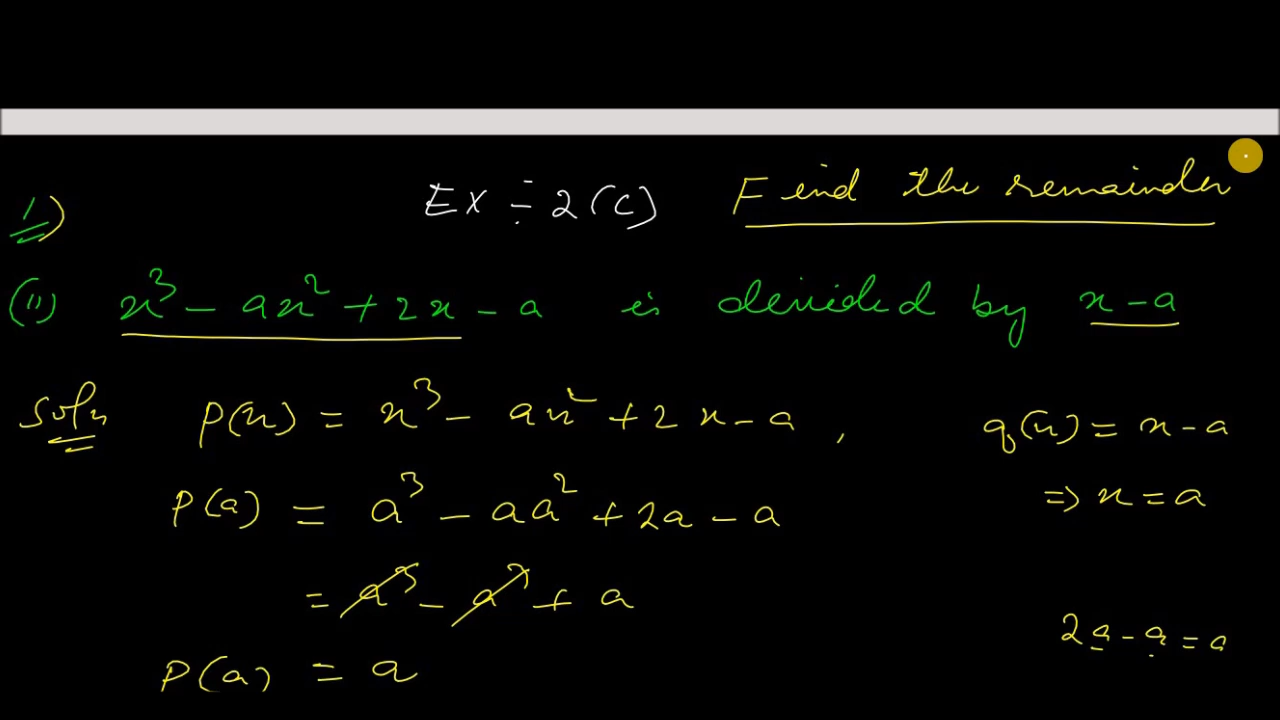 1)
Ex ÷ 2(c) Find the remainder
(ii) x³ - ax² + 2x - a is devided by x - a
Soln P(x) = x³ - ax² + 2x - a , q(x) = x - a
P(a) = a³ - aa² + 2a - a => x = a
= a³ - a³ + a
2a - a = a
P(a) = a